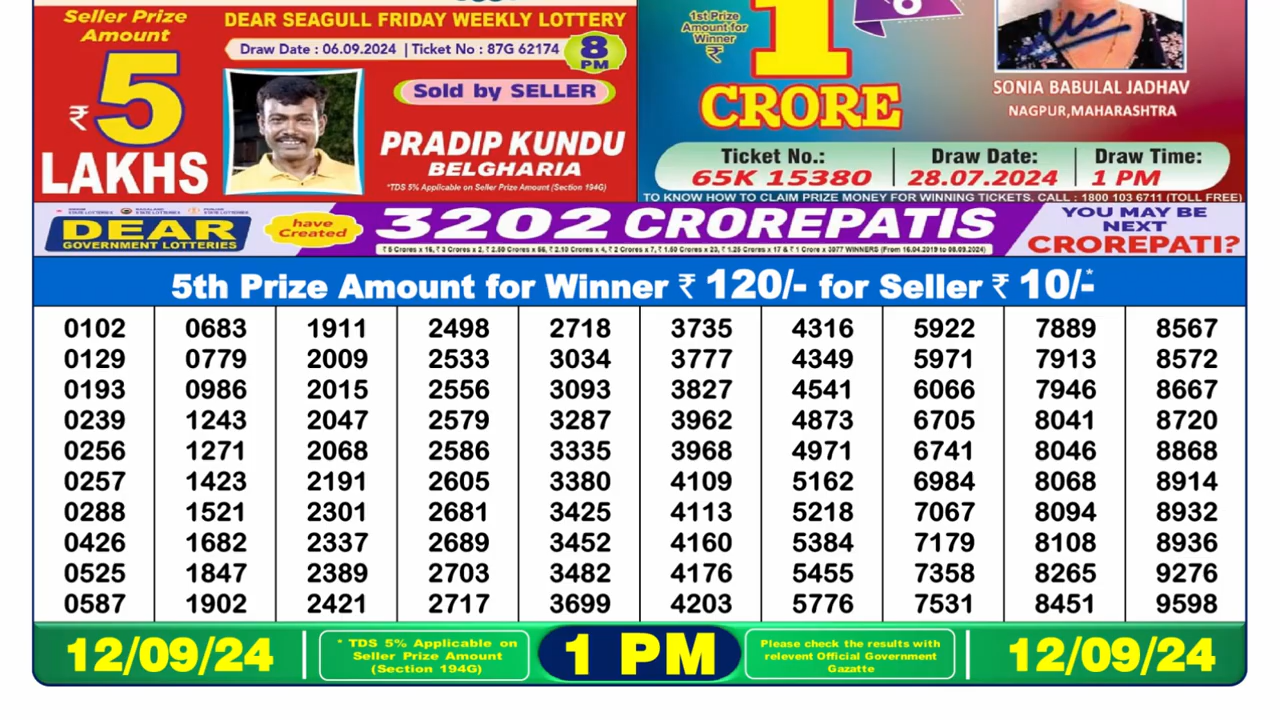 Seller Prize
Amount
₹ 5
LAKHS
DEAR SEAGULL FRIDAY WEEKLY LOTTERY
Draw Date : 06.09.2024 | Ticket No : 87G 62174
8
PM
Sold by SELLER
PRADIP KUNDU
BELGHARIA
*TDS 5% Applicable on Seller Prize Amount (Section 194G)
1st Prize
Amount for
Winner
₹
1
CRORE
SONIA BABULAL JADHAV
NAGPUR,MAHARASHTRA
Ticket No.: Draw Date: Draw Time:
65K 15380 28.07.2024 1 PM
TO KNOW HOW TO CLAIM PRIZE MONEY FOR WINNING TICKETS, CALL : 1800 103 6711 (TOLL FREE)
DEAR
GOVERNMENT LOTTERIES
have
Created
3202 CROREPATIS
YOU MAY BE
NEXT
CROREPATI?
5th Prize Amount for Winner ₹ 120/- for Seller ₹ 10/-*
0102 0683 1911 2498 2718 3735 4316 5922 7889 8567
0129 0779 2009 2533 3034 3777 4349 5971 7913 8572
0193 0986 2015 2556 3093 3827 4541 6066 7946 8667
0239 1243 2047 2579 3287 3962 4873 6705 8041 8720
0256 1271 2068 2586 3335 3968 4971 6741 8046 8868
0257 1423 2191 2605 3380 4109 5162 6984 8068 8914
0288 1521 2301 2681 3425 4113 5218 7067 8094 8932
0426 1682 2337 2689 3452 4160 5384 7179 8108 8936
0525 1847 2389 2703 3482 4176 5455 7358 8265 9276
0587 1902 2421 2717 3699 4203 5776 7531 8451 9598
12/09/24
* TDS 5% Applicable on
Seller Prize Amount
(Section 194G)
1 PM
Please check the results with
relevent Official Government
Gazatte
12/09/24